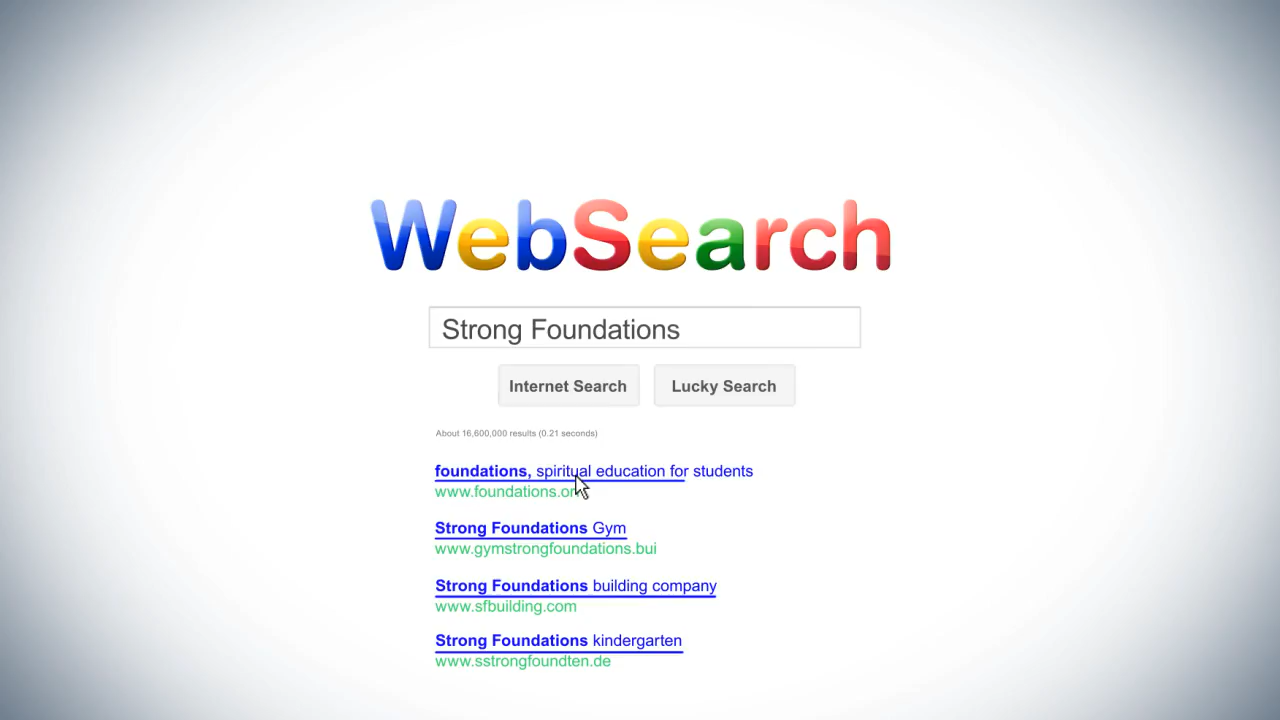 WebSearch
Strong Foundations
Internet Search
Lucky Search
About 16,600,000 results (0.21 seconds)
foundations, spiritual education for students
Strong Foundations Gym
www.gymstrongfoundations.bui
Strong Foundations building company
www.sfbuilding.com
Strong Foundations kindergarten
www.sstrongfoundten.de